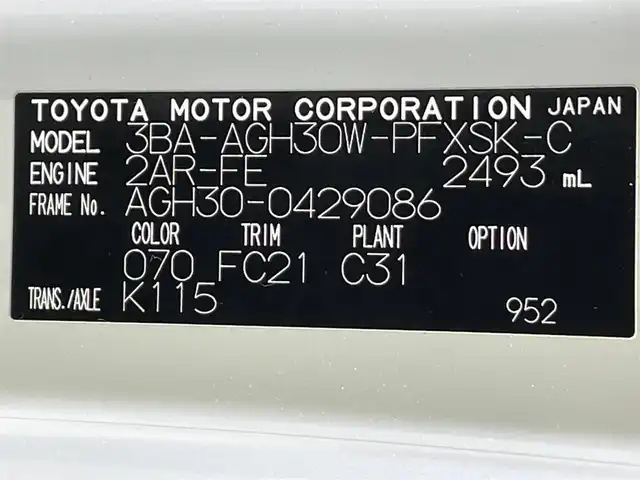 TOYOTA MOTOR CORPORATION JAPAN
MODEL 3BA-AGH30W-PFXSK-C
ENGINE 2AR-FE 2493 mL
FRAME No. AGH30-0429086
COLOR TRIM PLANT OPTION
070 FC21 C31
TRANS./AXLE K115
952